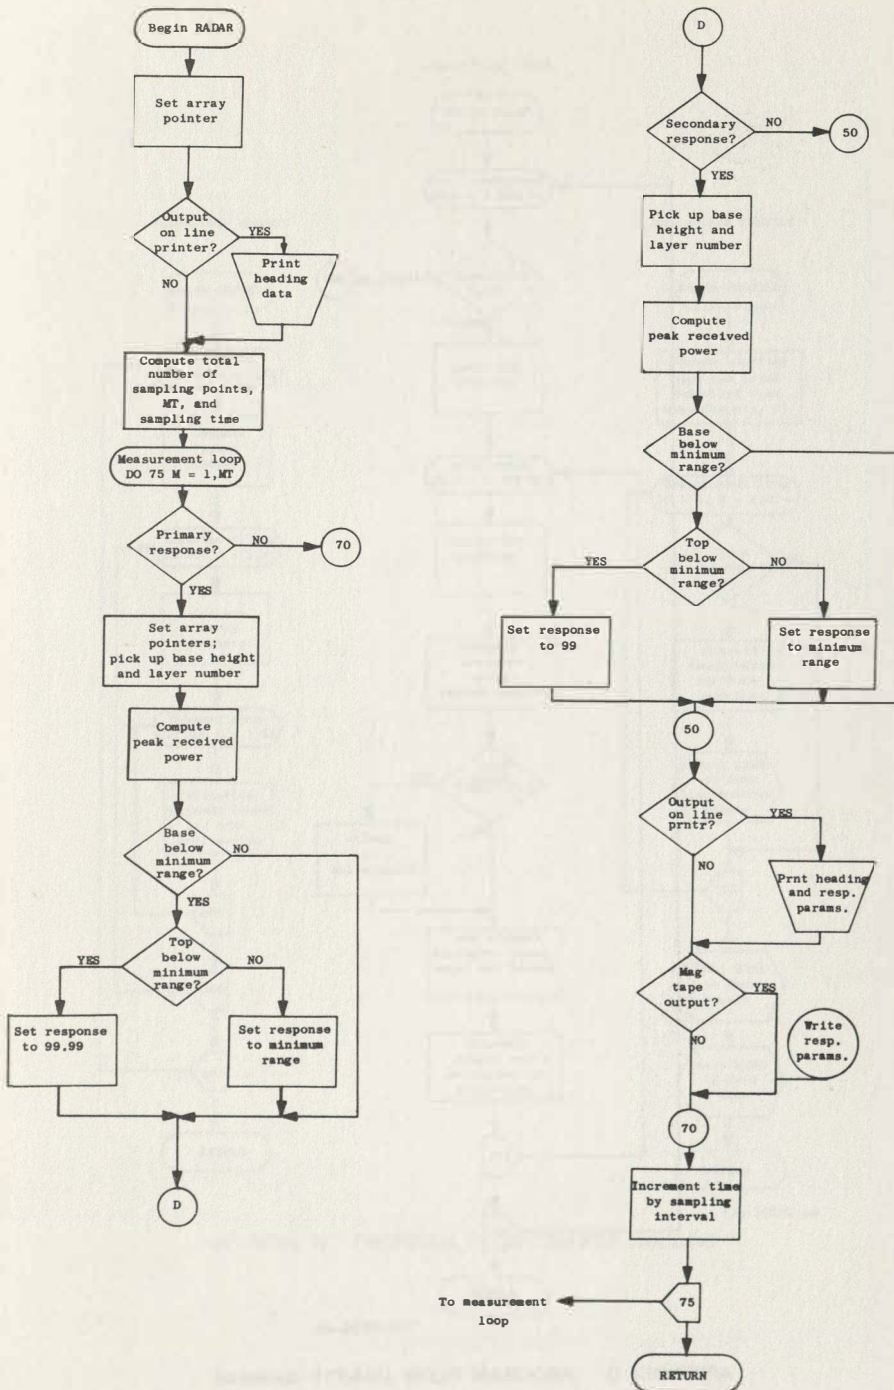 Begin RADAR
Set array
pointer
Output
on line
printer?
YES
NO
Print
heading
data
Compute total
number of
sampling points,
MT, and
sampling time
Measurement loop
DO 75 M = 1,MT
Primary
response?
NO
70
YES
Set array
pointers;
pick up base height
and layer number
Compute
peak received
power
Base
below
minimum
range?
NO
YES
Top
below
minimum
range?
YES
NO
Set response
to 99.99
Set response
to minimum
range
D
D
Secondary
response?
NO
50
YES
Pick up base
height and
layer number
Compute
peak received
power
Base
below
minimum
range?
Top
below
minimum
range?
YES
NO
Set response
to 99
Set response
to minimum
range
50
Output
on line
prntr?
YES
NO
Prnt heading
and resp.
params.
Mag
tape
output?
YES
NO
Write
resp.
params.
70
Increment time
by sampling
interval
75
To measurement
loop
RETURN